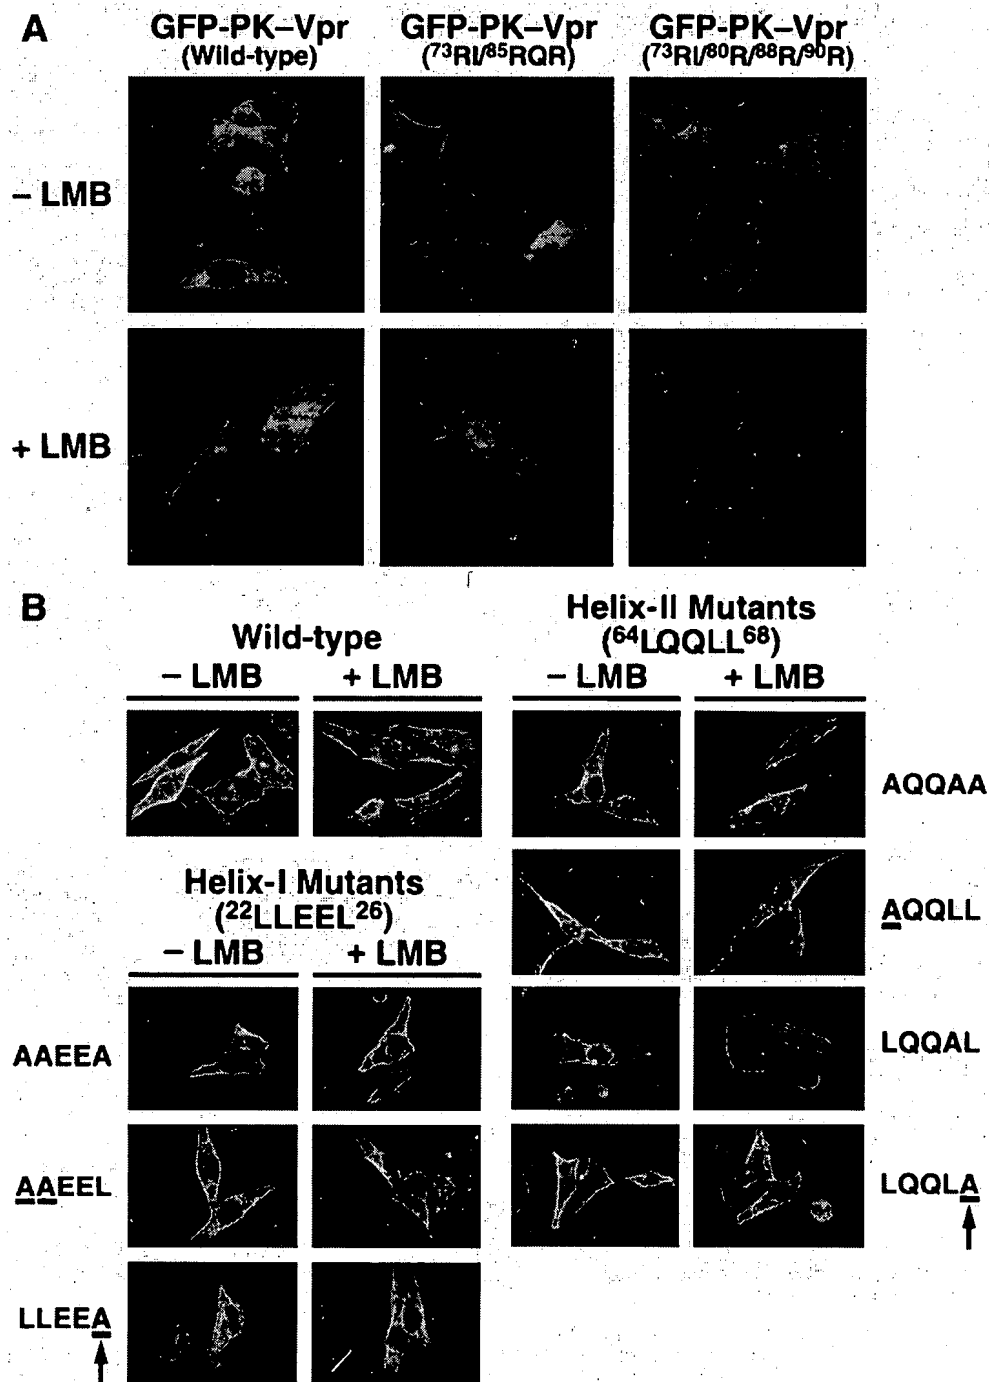 A
GFP-PK–Vpr
(Wild-type)
GFP-PK–Vpr
(⁷³RI/⁸⁵RQR)
GFP-PK–Vpr
(⁷³RI/⁸⁰R/⁸⁸R/⁹⁰R)
– LMB
+ LMB
B
Wild-type
– LMB + LMB
Helix-II Mutants
(⁶⁴LQQLL⁶⁸)
– LMB + LMB
AQQAA
AQQLL
LQQAL
LQQLA
Helix-I Mutants
(²²LLEEL²⁶)
– LMB + LMB
AAEEA
AAEEL
LLEEA